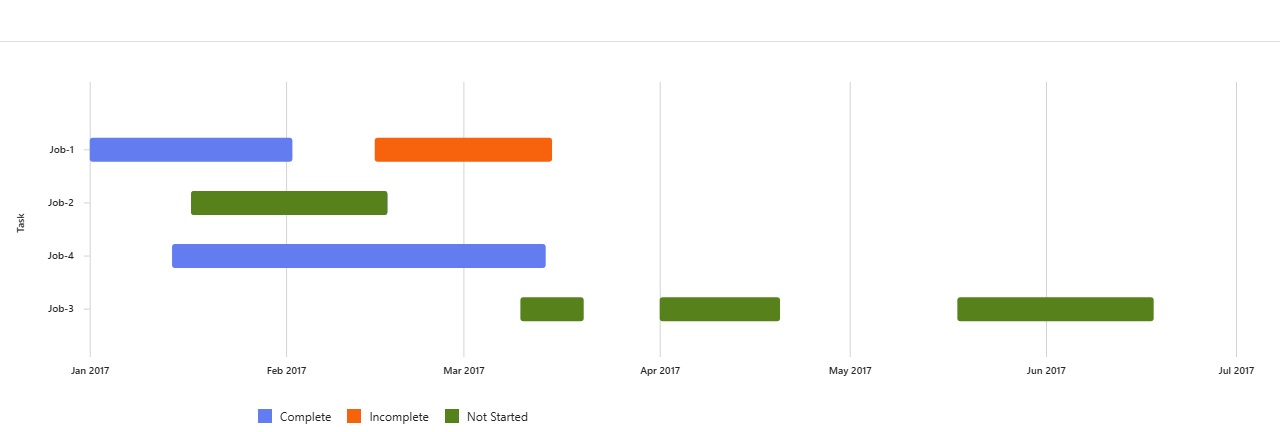 Job-1
Job-2
Task
Job-4
Job-3
Jan 2017 Feb 2017 Mar 2017 Apr 2017 May 2017 Jun 2017 Jul 2017
Complete Incomplete Not Started